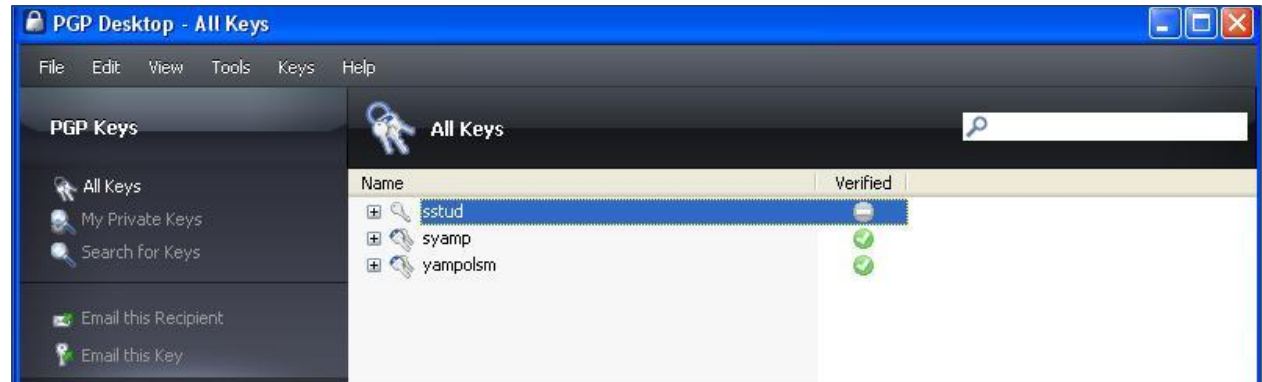 PGP Desktop - All Keys
File Edit View Tools Keys Help
PGP Keys
All Keys
All Keys
My Private Keys
Search for Keys
Email this Recipient
Email this Key
Name Verified
sstud
syamp
yampolsm